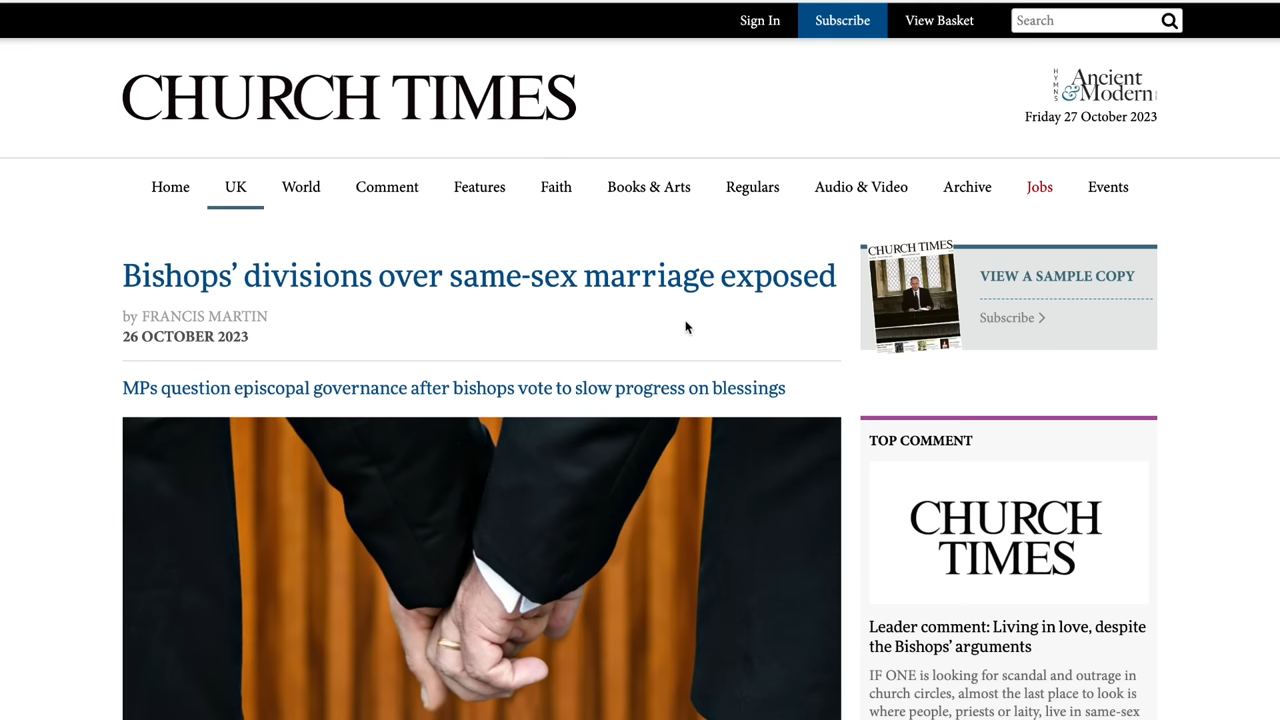 Sign In Subscribe View Basket Search
CHURCH TIMES
HYMNS Ancient & Modern
Friday 27 October 2023
Home UK World Comment Features Faith Books & Arts Regulars Audio & Video Archive Jobs Events
Bishops’ divisions over same-sex marriage exposed
by FRANCIS MARTIN
26 OCTOBER 2023
MPs question episcopal governance after bishops vote to slow progress on blessings
CHURCH TIMES
VIEW A SAMPLE COPY
Subscribe
TOP COMMENT
CHURCH
TIMES
Leader comment: Living in love, despite
the Bishops’ arguments
IF ONE is looking for scandal and outrage in
church circles, almost the last place to look is
where people, priests or laity, live in same-sex